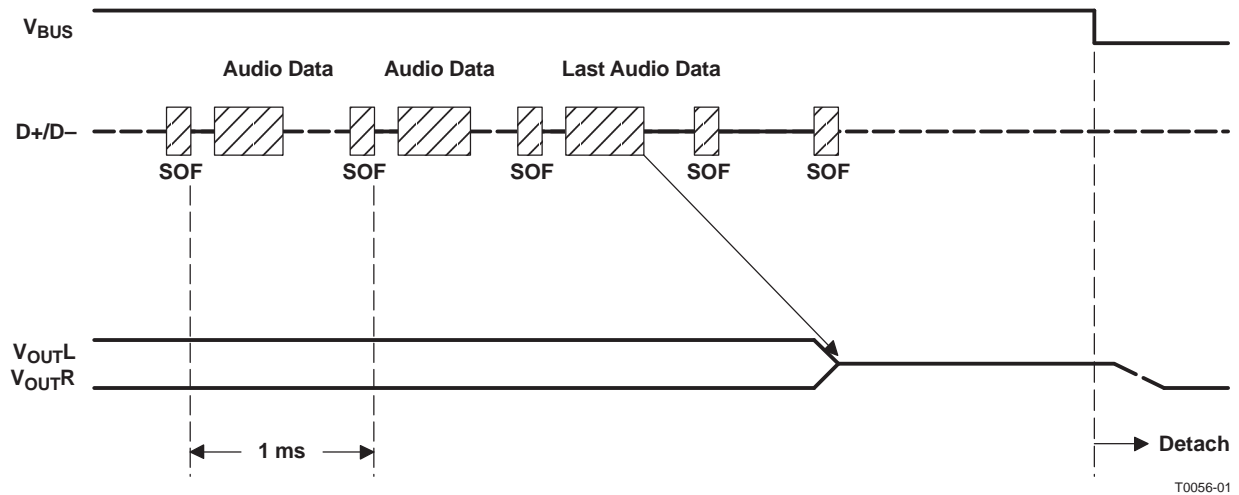 VBUS
Audio Data Audio Data Last Audio Data
D+/D–
SOF SOF SOF SOF SOF
VOUTL
VOUTR
1 ms
Detach
T0056-01